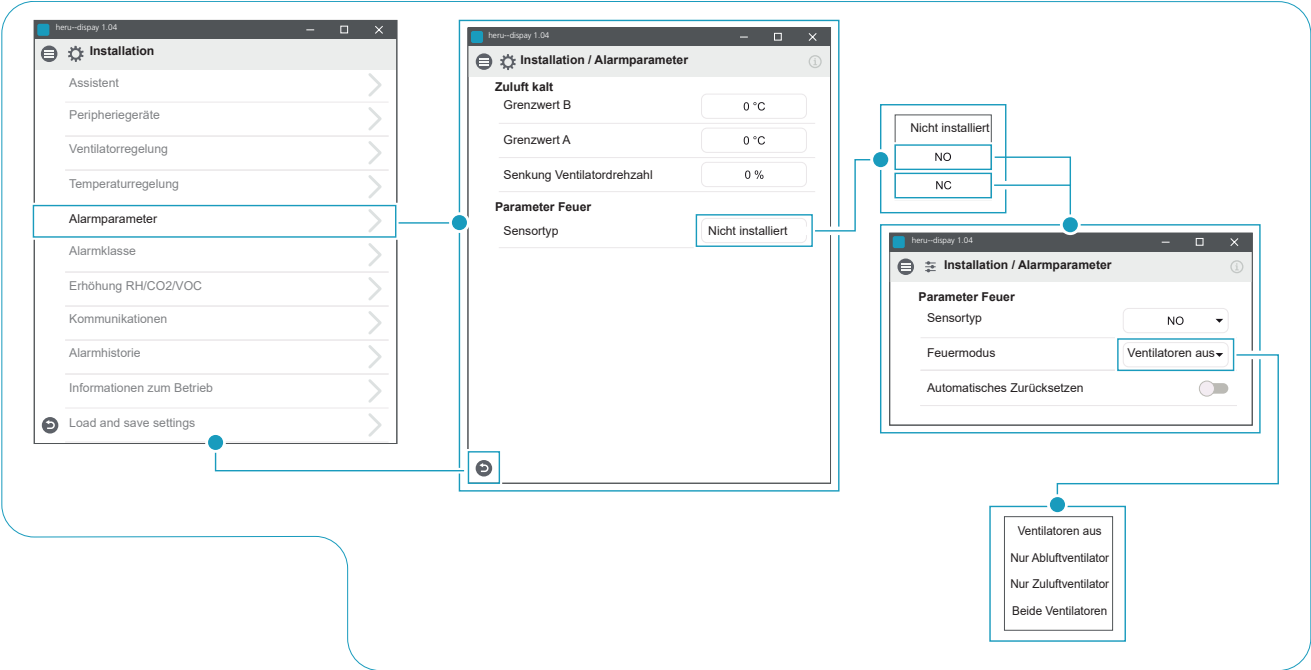 heru--dispay 1.04
Installation
Assistent
Peripheriegeräte
Ventilatorregelung
Temperaturregelung
Alarmparameter
Alarmklasse
Erhöhung RH/CO2/VOC
Kommunikationen
Alarmhistorie
Informationen zum Betrieb
Load and save settings
heru--dispay 1.04
Installation / Alarmparameter
Zuluft kalt
Grenzwert B 0 °C
Grenzwert A 0 °C
Senkung Ventilatordrehzahl 0 %
Parameter Feuer
Sensortyp Nicht installiert
Nicht installiert
NO
NC
heru--dispay 1.04
Installation / Alarmparameter
Parameter Feuer
Sensortyp NO
Feuermodus Ventilatoren aus
Automatisches Zurücksetzen
Ventilatoren aus
Nur Abluftventilator
Nur Zuluftventilator
Beide Ventilatoren